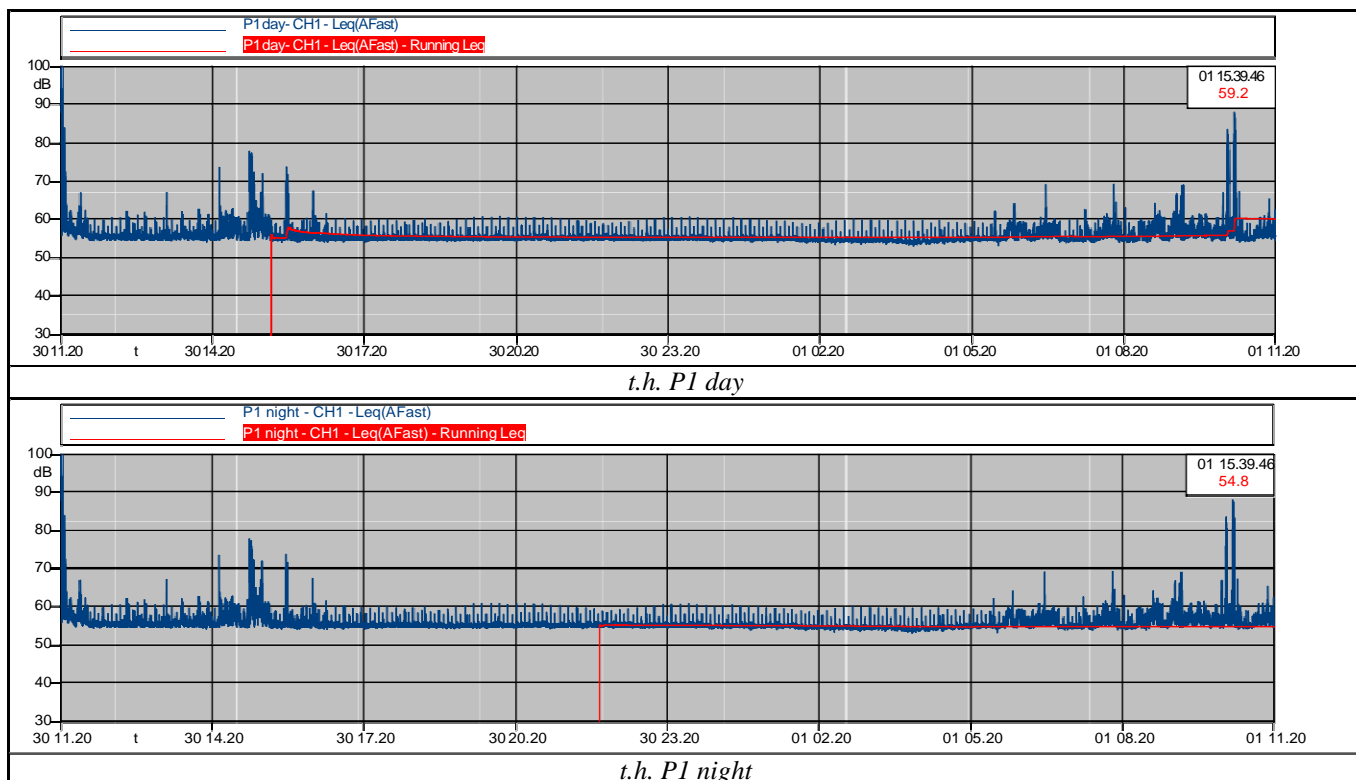 P1day- CH1 - Leq(AFast)
P1day- CH1 - Leq(AFast) - Running Leq
100
dB
90
80
70
60
50
40
30
01 15.39.46
59.2
30 11.20 t 30 14.20 30 17.20 30 20.20 30 23.20 01 02.20 01 05.20 01 08.20 01 11.20
t.h. P1 day
P1 night - CH1 - Leq(AFast)
P1 night - CH1 - Leq(AFast) - Running Leq
100
dB
90
80
70
60
50
40
30
01 15.39.46
54.8
30 11.20 t 30 14.20 30 17.20 30 20.20 30 23.20 01 02.20 01 05.20 01 08.20 01 11.20
t.h. P1 night